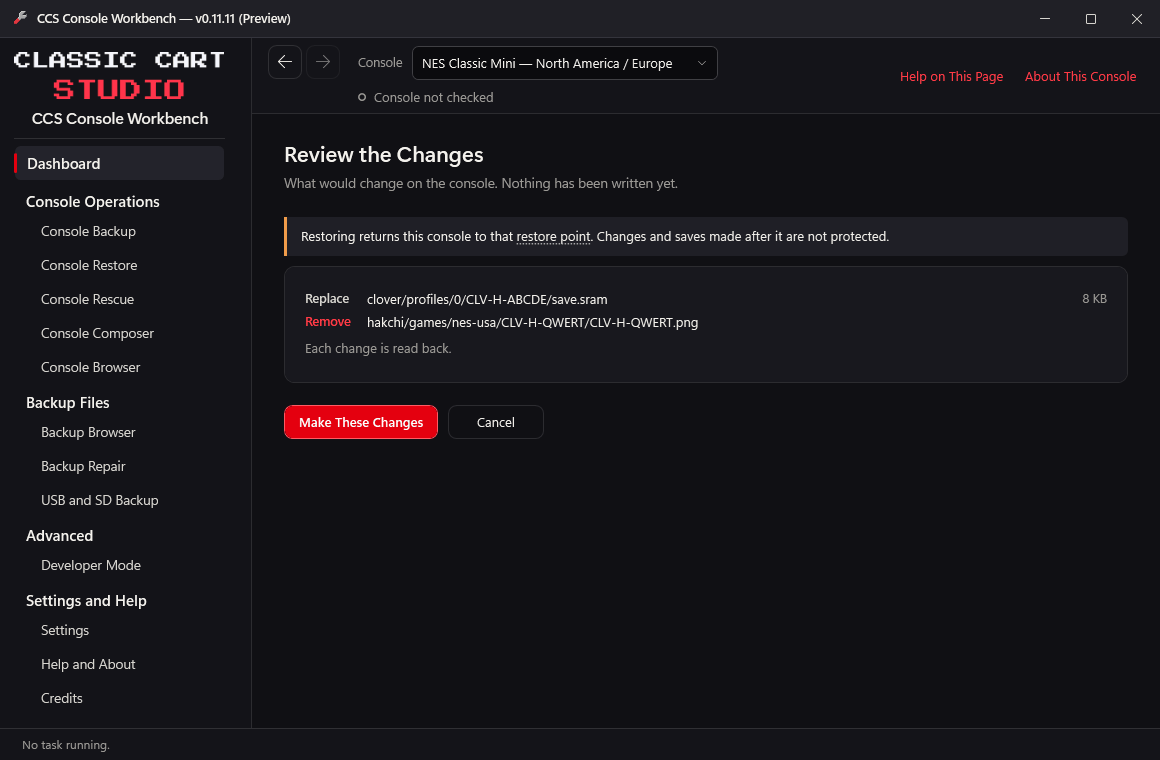 CCS Console Workbench — v0.11.11 (Preview)
CLASSIC CART
STUDIO
CCS Console Workbench
Dashboard
Console Operations
Console Backup
Console Restore
Console Rescue
Console Composer
Console Browser
Backup Files
Backup Browser
Backup Repair
USB and SD Backup
Advanced
Developer Mode
Settings and Help
Settings
Help and About
Credits
Console NES Classic Mini — North America / Europe
Console not checked
Help on This Page About This Console
Review the Changes
What would change on the console. Nothing has been written yet.
Restoring returns this console to that restore point. Changes and saves made after it are not protected.
Replace clover/profiles/0/CLV-H-ABCDE/save.sram 8 KB
Remove hakchi/games/nes-usa/CLV-H-QWERT/CLV-H-QWERT.png
Each change is read back.
Make These Changes Cancel
No task running.